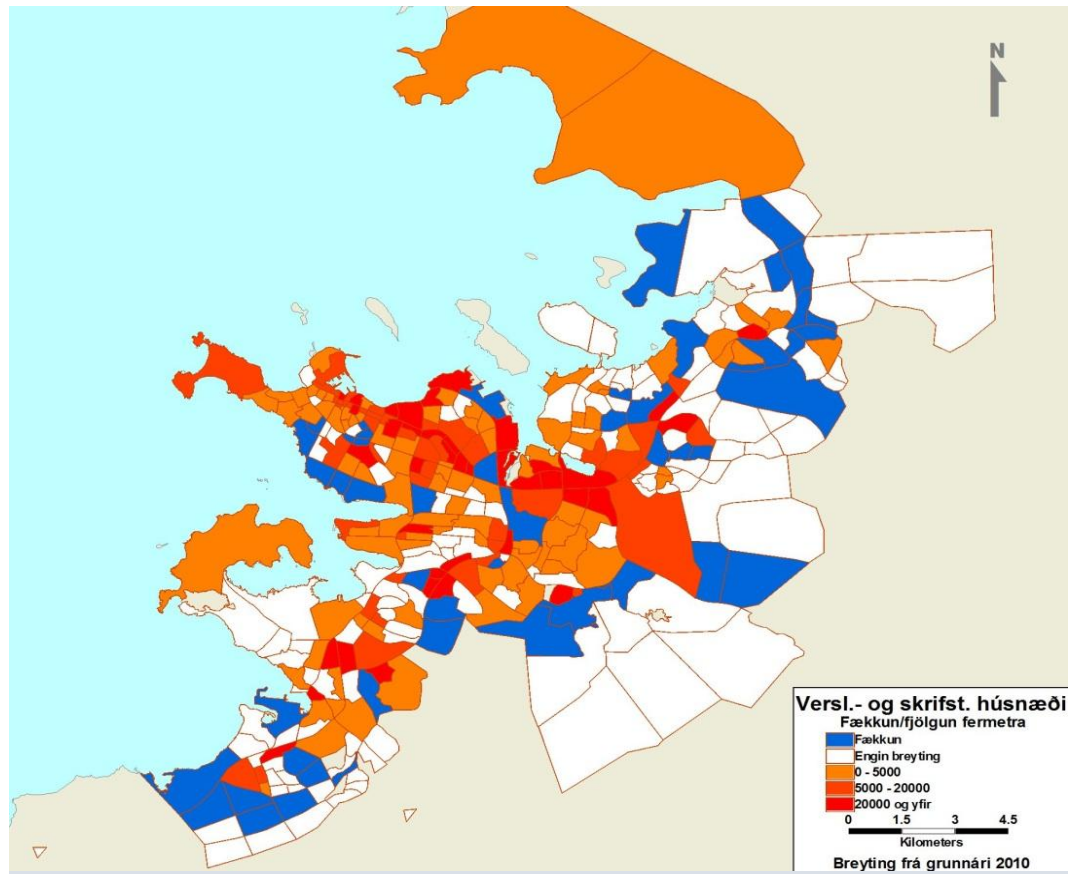 N
Versl.- og skrifst. húsnæði
Fækkun/fjölgun fermetra
Fækkun
Engin breyting
0 - 5000
5000 - 20000
20000 og yfir
0 1.5 3 4.5
Kilometers
Breyting frá grunnári 2010